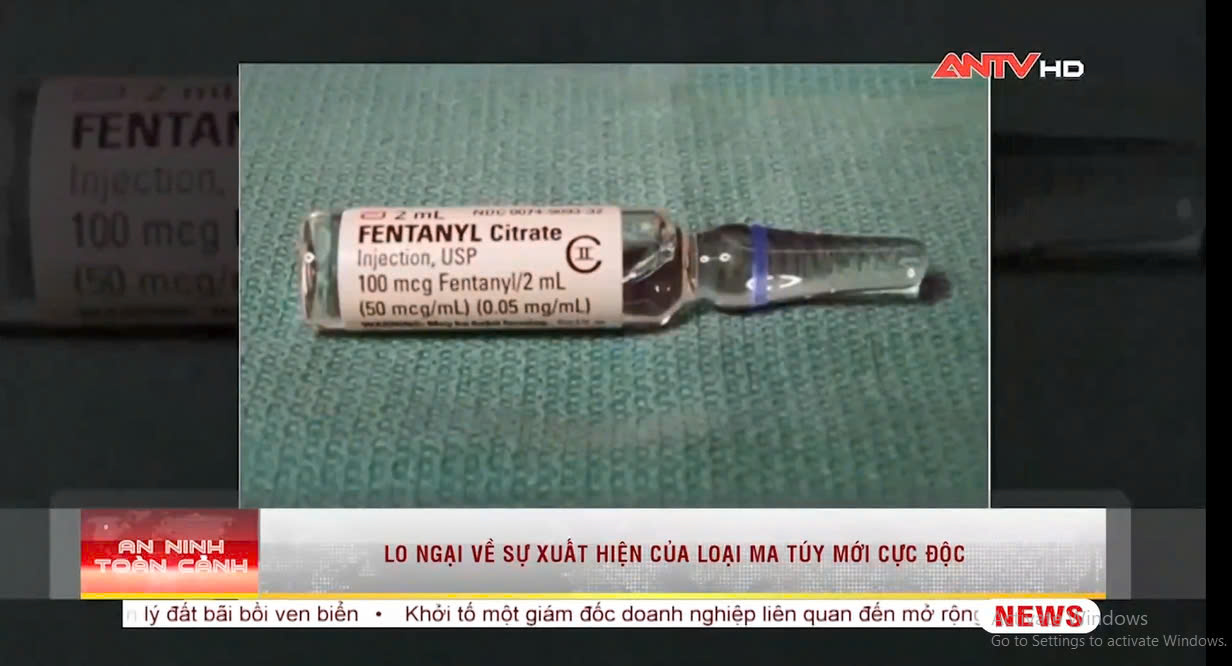 ANTV HD
FENTAN
Injection,
100 mcg
(50 mcg/m
2 mL
FENTANYL Citrate
Injection, USP
CII
100 mcg Fentanyl/2 mL
(50 mcg/mL) (0.05 mg/mL)
AN NINH
TOÀN CẢNH
LO NGẠI VỀ SỰ XUẤT HIỆN CỦA LOẠI MA TÚY MỚI CỰC ĐỘC
lý đất bãi bồi ven biển • Khởi tố một giám đốc doanh nghiệp liên quan đến mở rộng
NEWS
Activate Windows
Go to Settings to activate Windows.